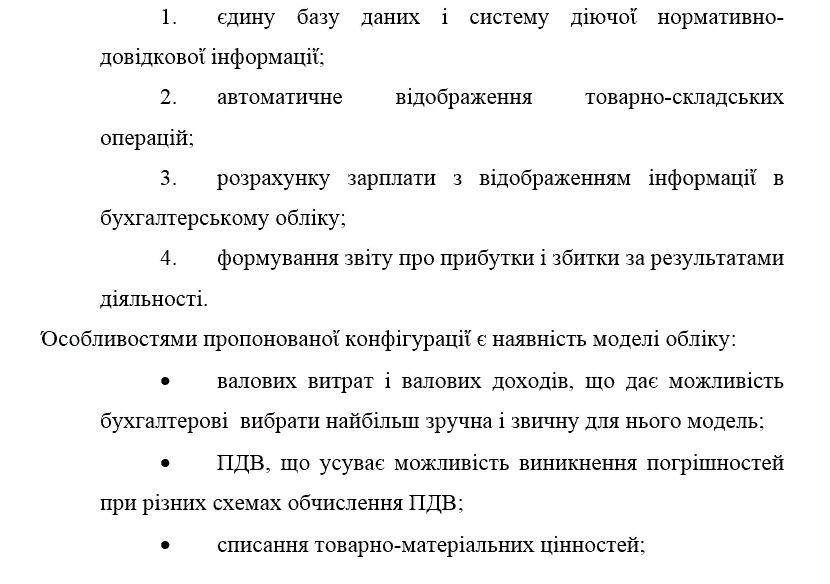 1. єдину базу даних і систему діючої нормативно-
довідкової інформації;
2. автоматичне відображення товарно-складських
операцій;
3. розрахунку зарплати з відображенням інформації в
бухгалтерському обліку;
4. формування звіту про прибутки і збитки за результатами
діяльності.
Особливостями пропонованої конфігурації є наявність моделі обліку:
• валових витрат і валових доходів, що дає можливість
бухгалтерові вибрати найбільш зручна і звичну для нього модель;
• ПДВ, що усуває можливість виникнення погрішностей
при різних схемах обчислення ПДВ;
• списання товарно-матеріальних цінностей;